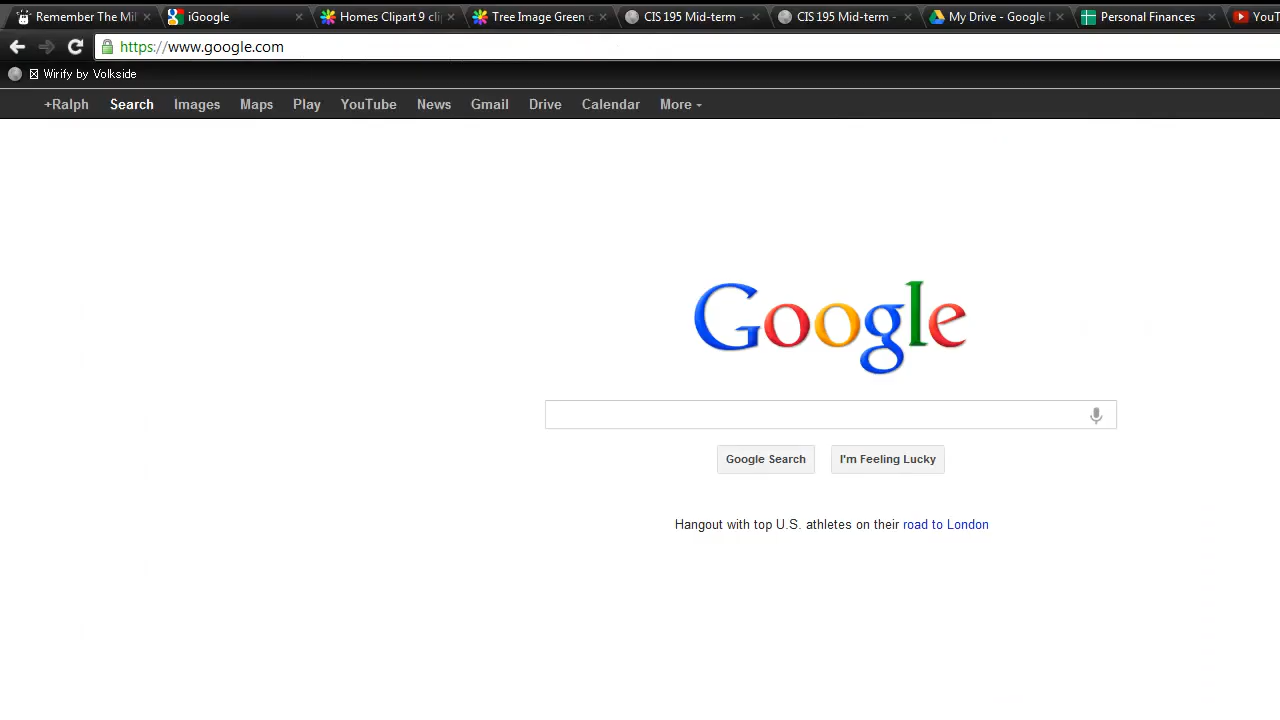 Remember The Mil iGoogle Homes Clipart 9 cli Tree Image Green c CIS 195 Mid-term - CIS 195 Mid-term - My Drive - Google Personal Finances YouT
https://www.google.com
Wirify by Volkside
+Ralph Search Images Maps Play YouTube News Gmail Drive Calendar More
Google
Google Search I'm Feeling Lucky
Hangout with top U.S. athletes on their road to London